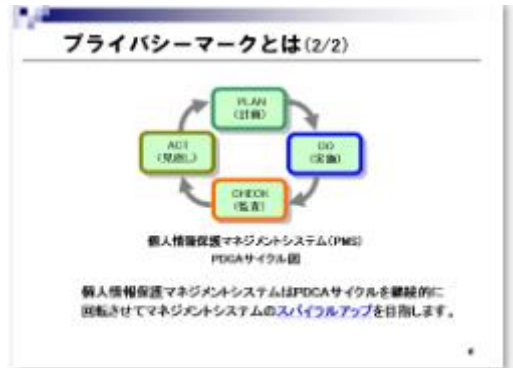 プライバシーマークとは(2/2)
PLAN
(計画)
ACT
(見直し)
DO
(実施)
CHECK
(監査)
個人情報保護マネジメントシステム(PMS)
PDCAサイクル図
個人情報保護マネジメントシステムはPDCAサイクルを継続的に
回転させてマネジメントシステムのスパイラルアップを目指します。